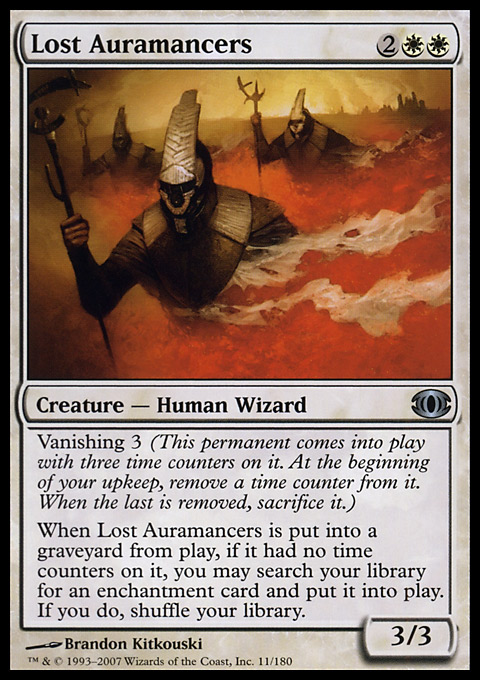 Lost Auramancers 2
Creature — Human Wizard
Vanishing 3 (This permanent comes into play
with three time counters on it. At the beginning
of your upkeep, remove a time counter from it.
When the last is removed, sacrifice it.)
When Lost Auramancers is put into a
graveyard from play, if it had no time
counters on it, you may search your library
for an enchantment card and put it into play.
If you do, shuffle your library.
Brandon Kitkouski
3/3
™ & © 1993–2007 Wizards of the Coast, Inc. 11/180